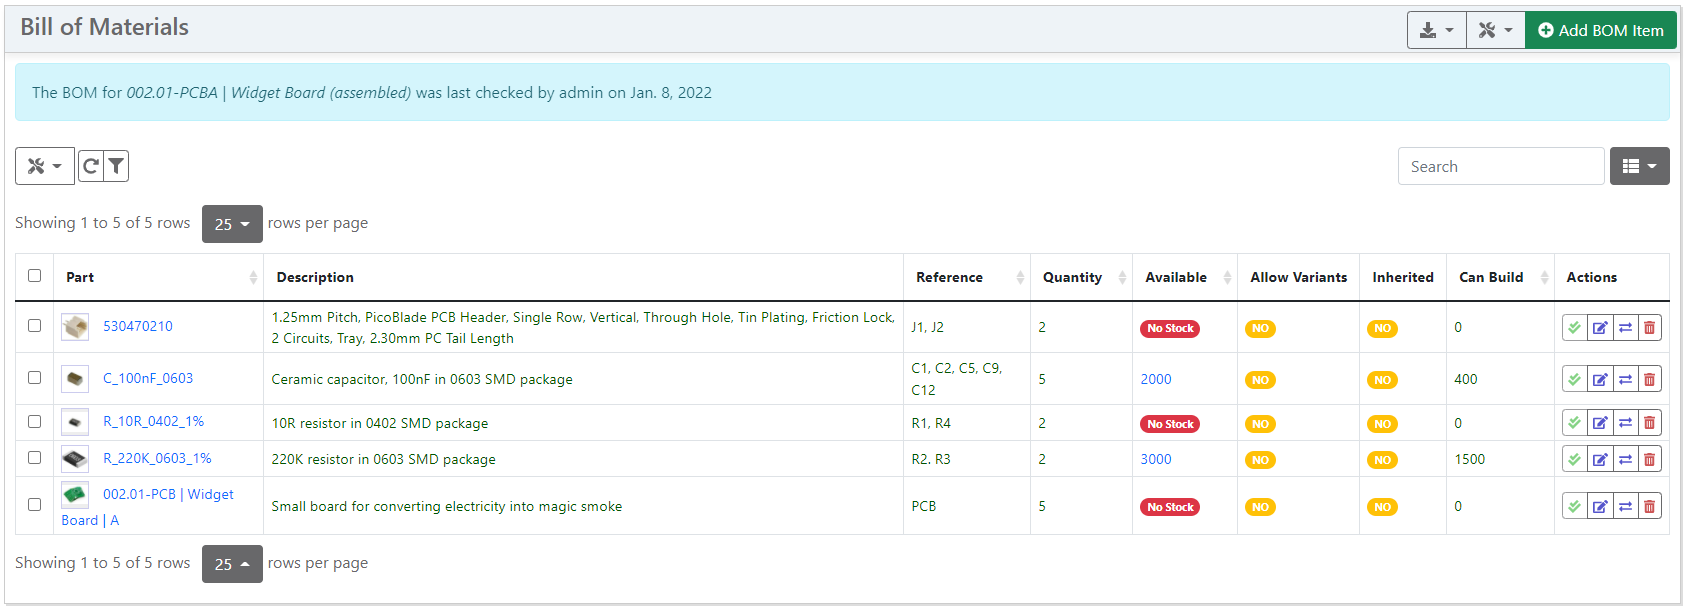 Bill of Materials
Add BOM Item
The BOM for 002.01-PCBA | Widget Board (assembled) was last checked by admin on Jan. 8, 2022
Search
Showing 1 to 5 of 5 rows 25 rows per page
Part Description Reference Quantity Available Allow Variants Inherited Can Build Actions
530470210 1.25mm Pitch, PicoBlade PCB Header, Single Row, Vertical, Through Hole, Tin Plating, Friction Lock, J1, J2 2 No Stock NO NO 0
2 Circuits, Tray, 2.30mm PC Tail Length
C_100nF_0603 Ceramic capacitor, 100nF in 0603 SMD package C1, C2, C5, C9, 5 2000 NO NO 400
C12
R_10R_0402_1% 10R resistor in 0402 SMD package R1, R4 2 No Stock NO NO 0
R_220K_0603_1% 220K resistor in 0603 SMD package R2. R3 2 3000 NO NO 1500
002.01-PCB | Widget Small board for converting electricity into magic smoke PCB 5 No Stock NO NO 0
Board | A
Showing 1 to 5 of 5 rows 25 rows per page